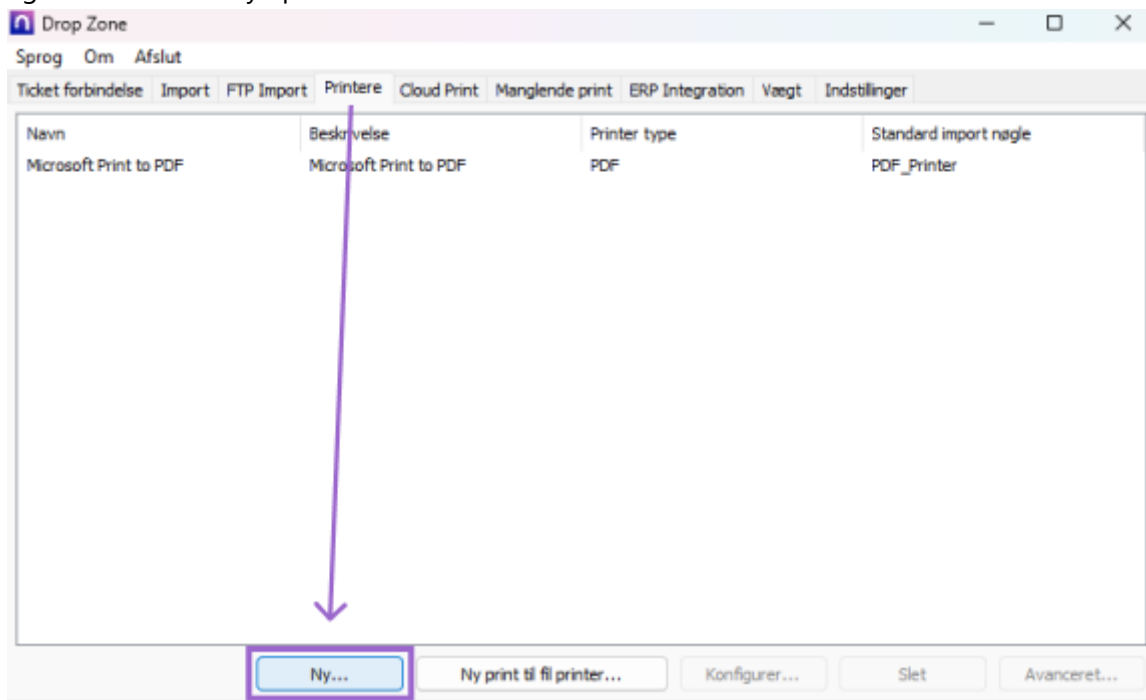 Drop Zone
Sprog Om Afslut
Ticket forbindelse Import FTP Import Printere Cloud Print Manglende print ERP Integration Vægt Indstillinger
Navn Beskrivelse Printer type Standard import nøgle
Microsoft Print to PDF Microsoft Print to PDF PDF PDF_Printer
Ny... Ny print til fil printer... Konfigurer... Slet Avanceret...